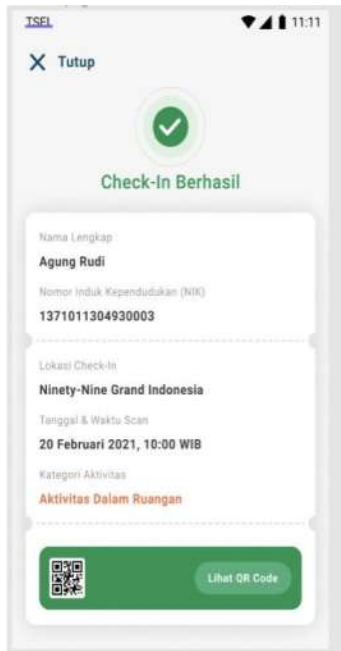 TSEL
11:11
Tutup
Check-In Berhasil
Nama Lengkap
Agung Rudi
Nomor Induk Kependudukan (NIK)
1371011304930003
Lokasi Check-In
Ninety-Nine Grand Indonesia
Tanggal & Waktu Scan
20 Februari 2021, 10:00 WIB
Kategori Aktivitas
Aktivitas Dalam Ruangan
Lihat QR Code